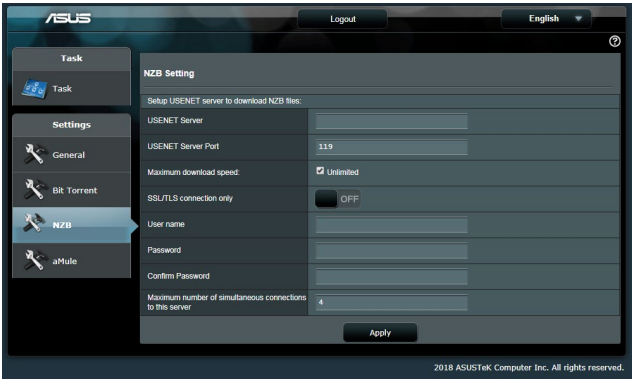 ASUS
Logout
English
Task
Task
Settings
General
Bit Torrent
NZB
aMule
NZB Setting
Setup USENET server to download NZB files:
USENET Server
USENET Server Port 119
Maximum download speed: Unlimited
SSL/TLS connection only OFF
User name
Password
Confirm Password
Maximum number of simultaneous connections
to this server 4
Apply
2018 ASUSTeK Computer Inc. All rights reserved.